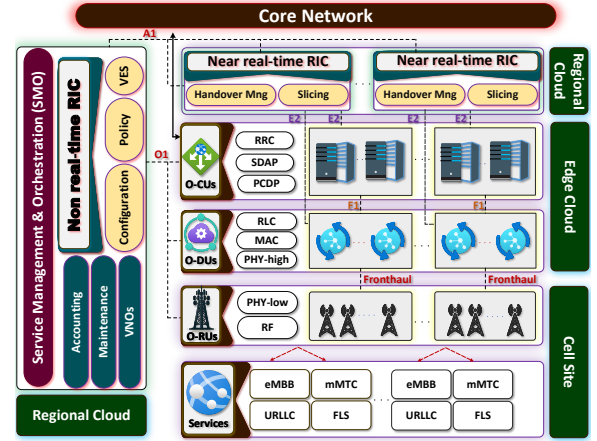 Core Network
A1
Service Management & Orchestration (SMO)
Non real-time RIC
VES
Policy
Configuration
Accounting
Maintenance
VNOs
Regional Cloud
O1
Near real-time RIC
Handover Mng
Slicing
Near real-time RIC
Handover Mng
Slicing
Regional Cloud
E2
E2
E2
E2
O-CUs
RRC
SDAP
PCDP
Edge Cloud
E1
E1
O-DUs
RLC
MAC
PHY-high
Fronthaul
Fronthaul
O-RUs
PHY-low
RF
Cell Site
Services
eMBB
mMTC
URLLC
FLS
eMBB
mMTC
URLLC
FLS